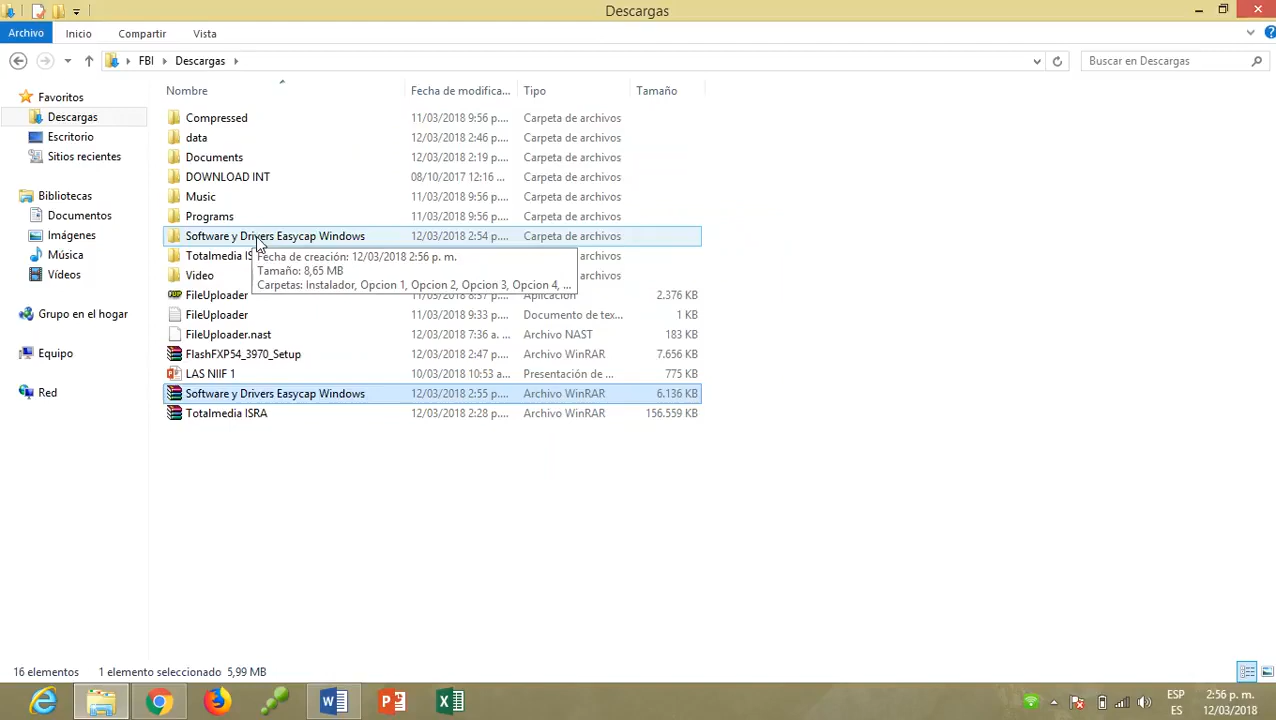 Descargas
Archivo Inicio Compartir Vista
FBI Descargas Buscar en Descargas
Nombre Fecha de modifica... Tipo Tamaño
Favoritos
Descargas
Escritorio
Sitios recientes
Bibliotecas
Documentos
Imágenes
Música
Vídeos
Grupo en el hogar
Equipo
Red
Compressed 11/03/2018 9:56 p.... Carpeta de archivos
data 12/03/2018 2:46 p.... Carpeta de archivos
Documents 12/03/2018 2:19 p.... Carpeta de archivos
DOWNLOAD INT 08/10/2017 12:16 ... Carpeta de archivos
Music 11/03/2018 9:56 p.... Carpeta de archivos
Programs 11/03/2018 9:56 p.... Carpeta de archivos
Software y Drivers Easycap Windows 12/03/2018 2:54 p.... Carpeta de archivos
Totalmedia IS archivos
Fecha de creación: 12/03/2018 2:56 p. m.
Tamaño: 8,65 MB
Carpetas: Instalador, Opcion 1, Opcion 2, Opcion 3, Opcion 4, ...
Video archivos
FileUploader 2.376 KB
FileUploader 11/03/2018 9:33 p.... Documento de tex... 1 KB
FileUploader.nast 12/03/2018 7:36 a. ... Archivo NAST 183 KB
FlashFXP54_3970_Setup 12/03/2018 2:47 p.... Archivo WinRAR 7.656 KB
LAS NIIF 1 10/03/2018 10:53 a... Presentación de ... 775 KB
Software y Drivers Easycap Windows 12/03/2018 2:55 p.... Archivo WinRAR 6.136 KB
Totalmedia ISRA 12/03/2018 2:28 p.... Archivo WinRAR 156.559 KB
16 elementos 1 elemento seleccionado 5,99 MB
ESP 2:56 p. m.
ES 12/03/2018